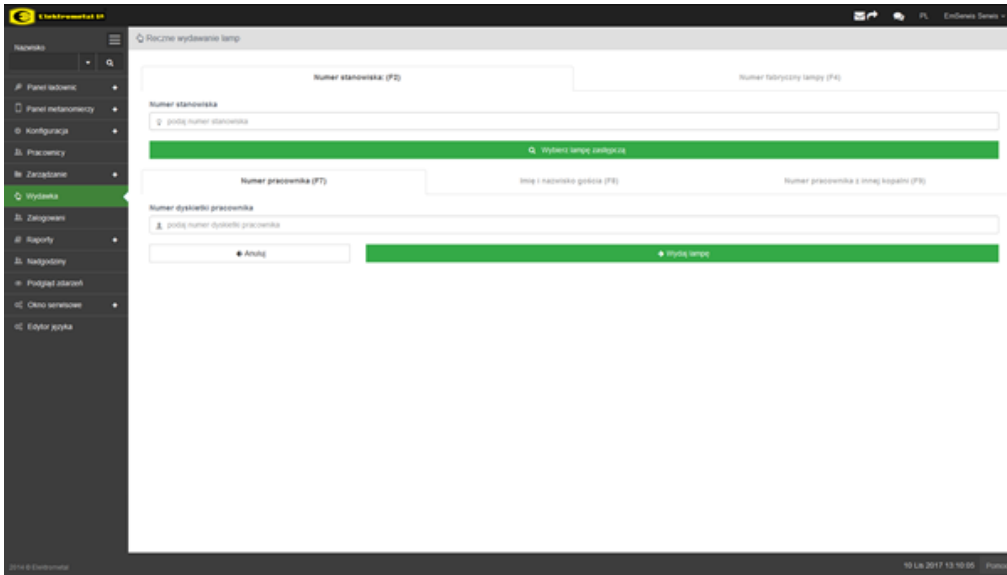 Elektrometal
PL EmSerwis Serwis
Nazwisko
Ręczne wydawanie lamp
Numer stanowiska: (F3)
Numer fabryczny lampy (F4)
Panel ładownic
Numer stanowiska
Panel metanomierzy
podaj numer stanowiska
Konfiguracja
Pracownicy
Wybierz lampę zastępczą
Zarządzanie
Numer pracownika (F7)
Imię i nazwisko gościa (F8)
Numer pracownika z innej kopalni (F9)
Wydawka
Numer dyskietki pracownika
Zalogowani
podaj numer dyskietki pracownika
Raporty
Anuluj
Wydaj lampę
Nadgodziny
Podgląd zdarzeń
Okno serwisowe
Edytor języka
2014 © Elektrometal
10 Lis 2017 13:10:05